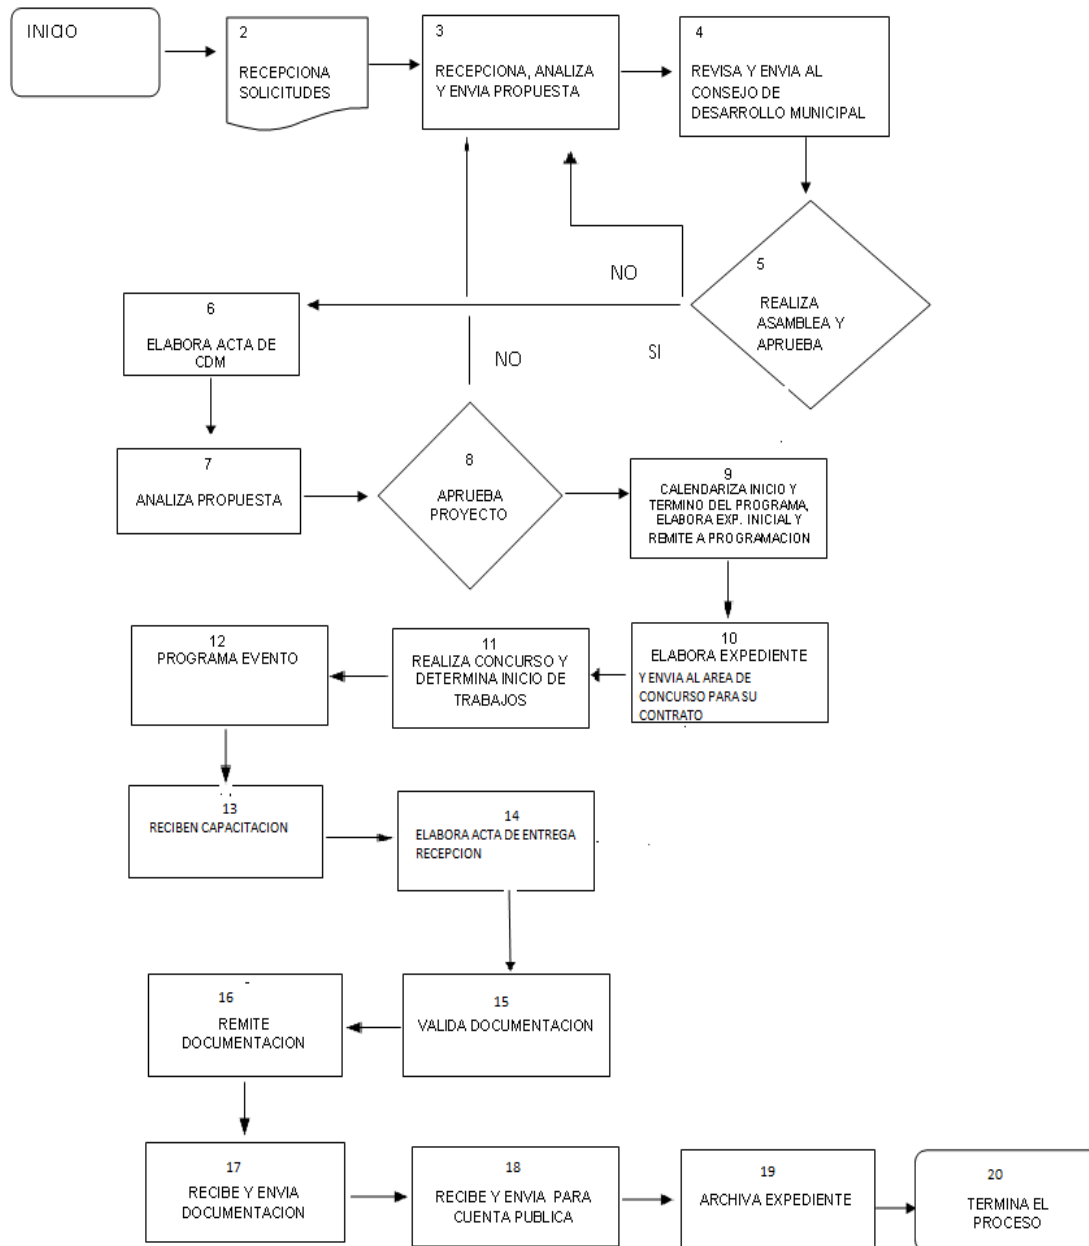 INICIO
2
RECEPCIONA
SOLICITUDES
3
RECEPCIONA, ANALIZA
Y ENVIA PROPUESTA
4
REVISA Y ENVIA AL
CONSEJO DE
DESARROLLO MUNICIPAL
5
REALIZA
ASAMBLEA Y
APRUEBA
NO
SI
6
ELABORA ACTA DE
CDM
NO
7
ANALIZA PROPUESTA
8
APRUEBA
PROYECTO
9
CALENDARIZA INICIO Y
TERMINO DEL PROGRAMA,
ELABORA EXP. INICIAL Y
REMITE A PROGRAMACION
10
ELABORA EXPEDIENTE
Y ENVIA AL AREA DE
CONCURSO PARA SU
CONTRATO
11
REALIZA CONCURSO Y
DETERMINA INICIO DE
TRABAJOS
12
PROGRAMA EVENTO
13
RECIBEN CAPACITACION
14
ELABORA ACTA DE ENTREGA
RECEPCION
15
VALIDA DOCUMENTACION
16
REMITE
DOCUMENTACION
17
RECIBE Y ENVIA
DOCUMENTACION
18
RECIBE Y ENVIA PARA
CUENTA PUBLICA
19
ARCHIVA EXPEDIENTE
20
TERMINA EL
PROCESO